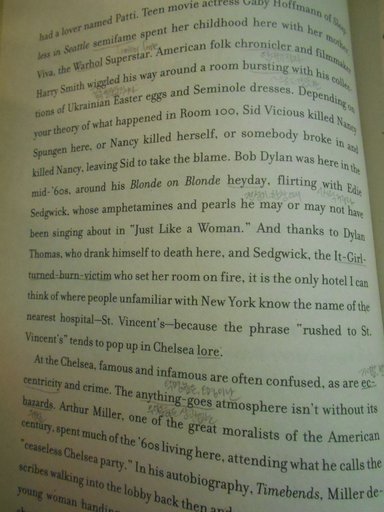 had a lover named Patti. Teen movie actress Gaby Hoffmann of Sleep-
less in Seattle semifame spent her childhood here with her mother,
Viva, the Warhol Superstar. American folk chronicler and filmmaker
Harry Smith wiggled his way around a room bursting with his collec-
tions of Ukrainian Easter eggs and Seminole dresses. Depending on
your theory of what happened in Room 100, Sid Vicious killed Nancy
Spungen here, or Nancy killed herself, or somebody broke in and
killed Nancy, leaving Sid to take the blame. Bob Dylan was here in the
mid-'60s, around his Blonde on Blonde heyday, flirting with Edie
Sedgwick, whose amphetamines and pearls he may or may not have
been singing about in "Just Like a Woman." And thanks to Dylan
Thomas, who drank himself to death here, and Sedgwick, the It-Girl-
turned-burn-victim who set her room on fire, it is the only hotel I can
think of where people unfamiliar with New York know the name of the
nearest hospital—St. Vincent's—because the phrase "rushed to St.
Vincent's" tends to pop up in Chelsea lore.
At the Chelsea, famous and infamous are often confused, as are ec-
centricity and crime. The anything-goes atmosphere isn't without its
hazards. Arthur Miller, one of the great moralists of the American
century, spent much of the '60s living here, attending what he calls the
"ceaseless Chelsea party." In his autobiography, Timebends, Miller de-
scribes walking into the lobby back then and
young woman handing